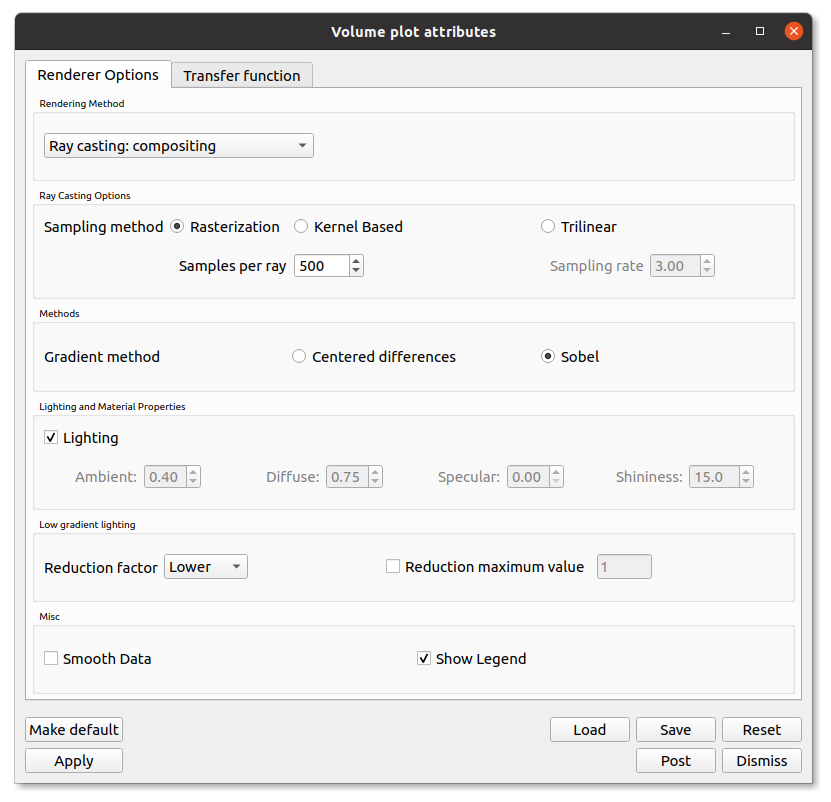 Volume plot attributes
Renderer Options Transfer function
Rendering Method
Ray casting: compositing
Ray Casting Options
Sampling method Rasterization Kernel Based Trilinear
Samples per ray 500 Sampling rate 3.00
Methods
Gradient method Centered differences Sobel
Lighting and Material Properties
Lighting
Ambient: 0.40 Diffuse: 0.75 Specular: 0.00 Shininess: 15.0
Low gradient lighting
Reduction factor Lower Reduction maximum value 1
Misc
Smooth Data Show Legend
Make default Load Save Reset
Apply Post Dismiss